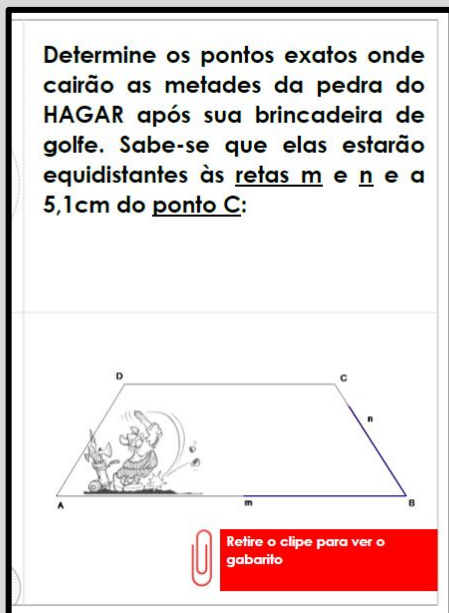 Determine os pontos exatos onde
cairão as metades da pedra do
HAGAR após sua brincadeira de
golfe. Sabe-se que elas estarão
equidistantes às retas m e n e a
5,1cm do ponto C:
D
C
n
A
m
B
Retire o clipe para ver o
gabarito